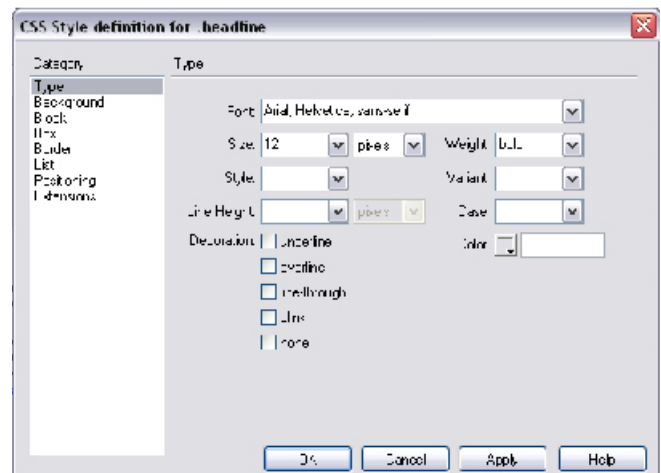 CSS Style definition for .headline
Category
Type
Type
Background
Block
Box
Border
List
Positioning
Extensions
Font: Arial, Helvetica, sans-serif
Size: 12 pixels Weight: bold
Style: Variant:
Line Height: pixels Case:
Decoration: underline Color:
overline
line-through
blink
none
OK Cancel Apply Help